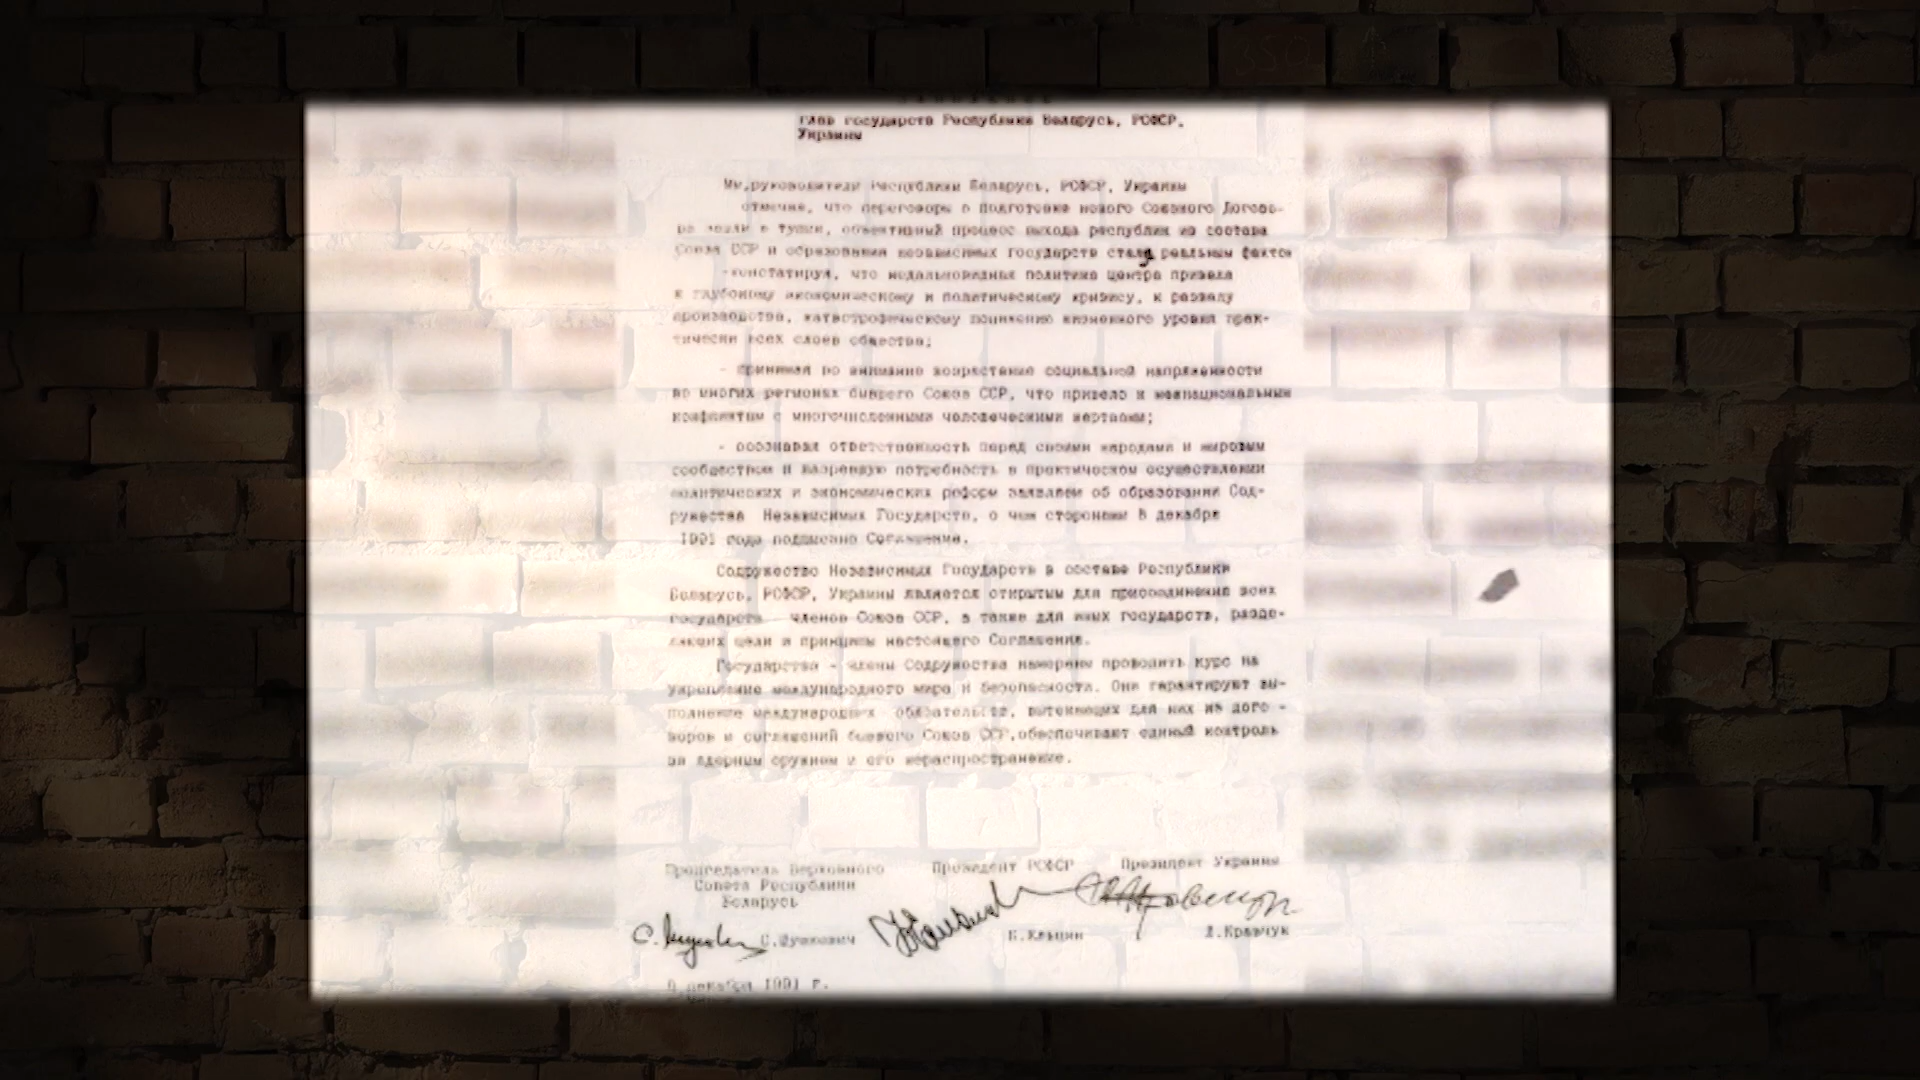 глав государств Республики Беларусь, РСФСР,
Украины
Мы,руководители Республики Беларусь, РСФСР, Украины
отмечая, что переговоры о подготовке нового Союзного Догово-
ра зашли в тупик, объективный процесс выхода республик из состава
Союза ССР и образования независимых государств стал реальным факто
-констатируя, что недальновидная политика центра привела
к глубокому экономическому и политическому кризису, к развалу
производства, катастрофическому понижению жизненного уровня прак-
тически всех слоев общества;
- принимая во внимание возрастание социальной напряженности
во многих регионах бывшего Союза ССР, что привело к межнациональным
конфликтам с многочисленными человеческими жертвами;
- осознавая ответственность перед своими народами и мировым
сообществом и назревшую потребность в практическом осуществлении
политических и экономических реформ заявляем об образовании Сод-
ружества Независимых Государств, о чем сторонами 8 декабря
1991 года подписано Соглашение.
Содружество Независимых Государств в составе Республики
Беларусь, РСФСР, Украины является открытым для присоединения всех
государств членов Союза ССР, а также для иных государств, разде-
ляющих цели и принципы настоящего Соглашения.
Государства - члены Содружества намерены проводить курс на
укрепление международного мира и безопасности. Они гарантируют вы-
полнение международных обязательств, вытекающих для них из дого -
воров и соглашений бывшего Союза ССР,обеспечивают единый контроль
за ядерным оружием и его нераспространение.
Председатель Верховного Президент РСФСР Президент Украины
Совета Республики
Беларусь
С.Шушкевич Б.Ельцин Л.Кравчук
8 декабря 1991 г.